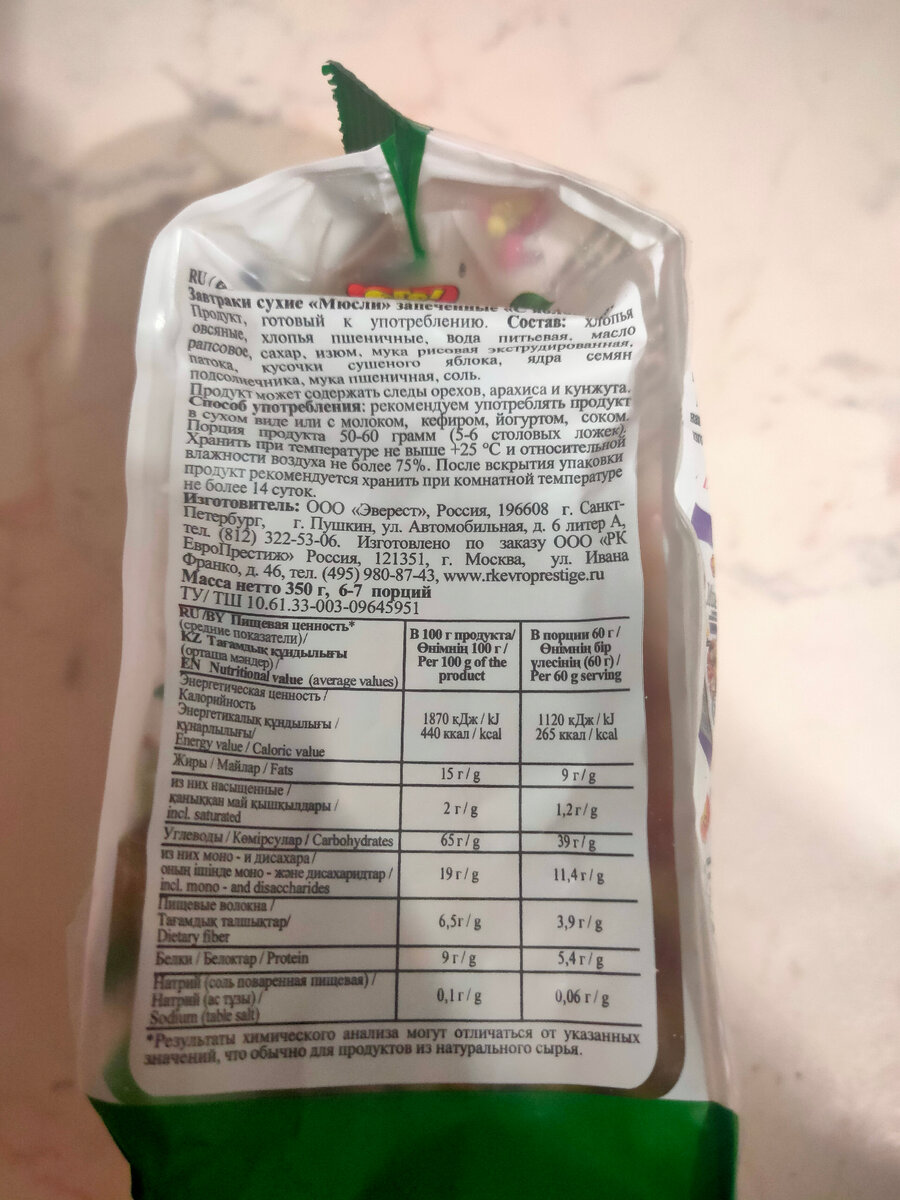 RU
Завтраки сухие «Мюсли» запеченные
Продукт, готовый к употреблению. Состав: хлопья
овсяные, хлопья пшеничные, вода питьевая, масло
рапсовое, сахар, изюм, мука рисовая экструдированная,
патока, кусочки сушеного яблока, ядра семян
подсолнечника, мука пшеничная, соль.
Продукт может содержать следы орехов, арахиса и кунжута.
Способ употребления: рекомендуем употреблять продукт
в сухом виде или с молоком, кефиром, йогуртом, соком.
Порция продукта 50-60 грамм (5-6 столовых ложек).
Хранить при температуре не выше +25 °С и относительной
влажности воздуха не более 75%. После вскрытия упаковки
продукт рекомендуется хранить при комнатной температуре
не более 14 суток.
Изготовитель: ООО «Эверест», Россия, 196608 г. Санкт-
Петербург, г. Пушкин, ул. Автомобильная, д. 6 литер А,
тел. (812) 322-53-06. Изготовлено по заказу ООО «РК
ЕвроПрестиж» Россия, 121351, г. Москва, ул. Ивана
Франко, д. 46, тел. (495) 980-87-43, www.rkevroprestige.ru
Масса нетто 350 г, 6-7 порций
ТУ/ ТШ 10.61.33-003-09645951
RU/BY Пищевая ценность*
(средние показатели)/
KZ Тағамдық құндылығы
(орташа мәндер)/
EN Nutritional value (average values)
В 100 г продукта/
Өнімнің 100 г /
Per 100 g of the
product
В порции 60 г /
Өнімнің бір
үлесінің (60 г) /
Per 60 g serving
Энергетическая ценность /
Калорийность
Энергетикалық құндылығы /
құнарлылығы/
Energy value / Caloric value
1870 кДж / kJ
440 ккал / kcal
1120 кДж / kJ
265 ккал / kcal
Жиры / Майлар / Fats
15 г / g
9 г / g
из них насыщенные /
қаныққан май қышқылдары /
incl. saturated
2 г / g
1,2 г / g
Углеводы / Көмірсулар / Carbohydrates
65 г / g
39 г / g
из них моно - и дисахара /
оның ішінде моно - және дисахаридтар /
incl. mono - and disaccharides
19 г / g
11,4 г / g
Пищевые волокна /
Тағамдық талшықтар/
Dietary fiber
6,5г / g
3,9 г / g
Белки / Белоктар / Protein
9 г / g
5,4 г / g
Натрий (соль поваренная пищевая) /
Натрий (ас тұзы) /
Sodium (table salt)
0,1 г / g
0,06 г / g
*Результаты химического анализа могут отличаться от указанных
значений, что обычно для продуктов из натурального сырья.